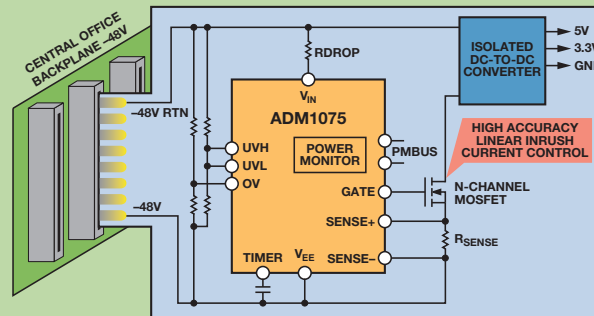 CENTRAL OFFICE
BACKPLANE –48V
–48V RTN
–48V
RDROP
VIN
ADM1075
POWER
MONITOR
UVH
UVL
OV
PMBUS
GATE
SENSE+
SENSE–
TIMER
VEE
ISOLATED
DC-TO-DC
CONVERTER
5V
3.3V
GND
HIGH ACCURACY
LINEAR INRUSH
CURRENT CONTROL
N-CHANNEL
MOSFET
RSENSE